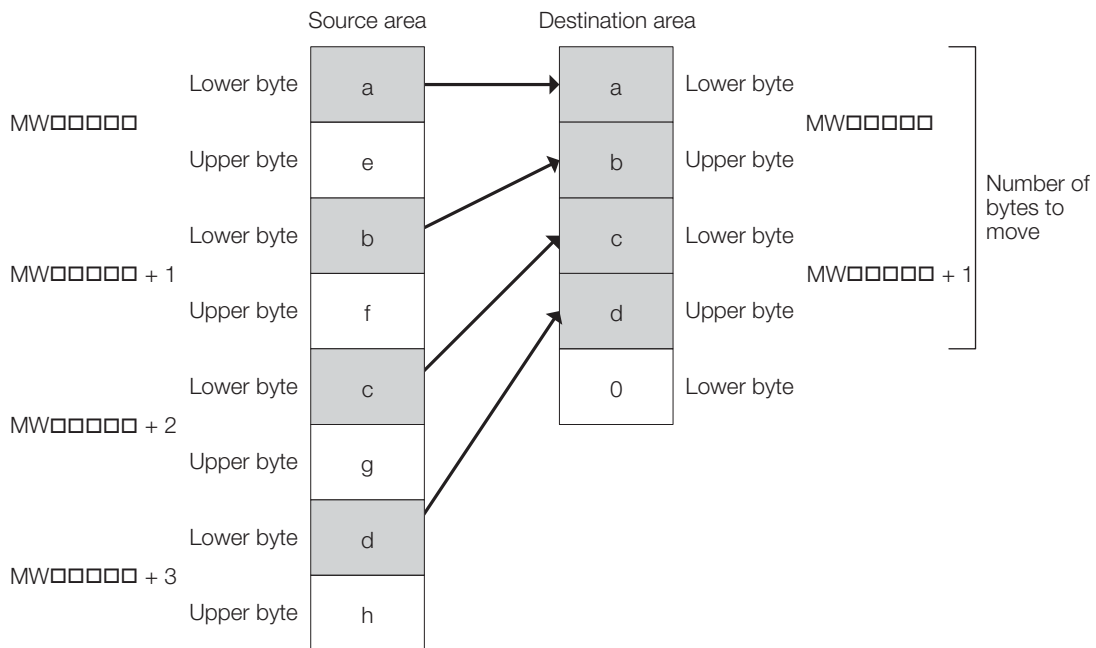 Source area
Destination area
Lower byte
a
a
Lower byte
MW□□□□□
MW□□□□□
Upper byte
e
b
Upper byte
Number of
bytes to
move
Lower byte
b
c
Lower byte
MW□□□□□ + 1
MW□□□□□ + 1
Upper byte
f
d
Upper byte
Lower byte
c
0
Lower byte
MW□□□□□ + 2
Upper byte
g
Lower byte
d
MW□□□□□ + 3
Upper byte
h